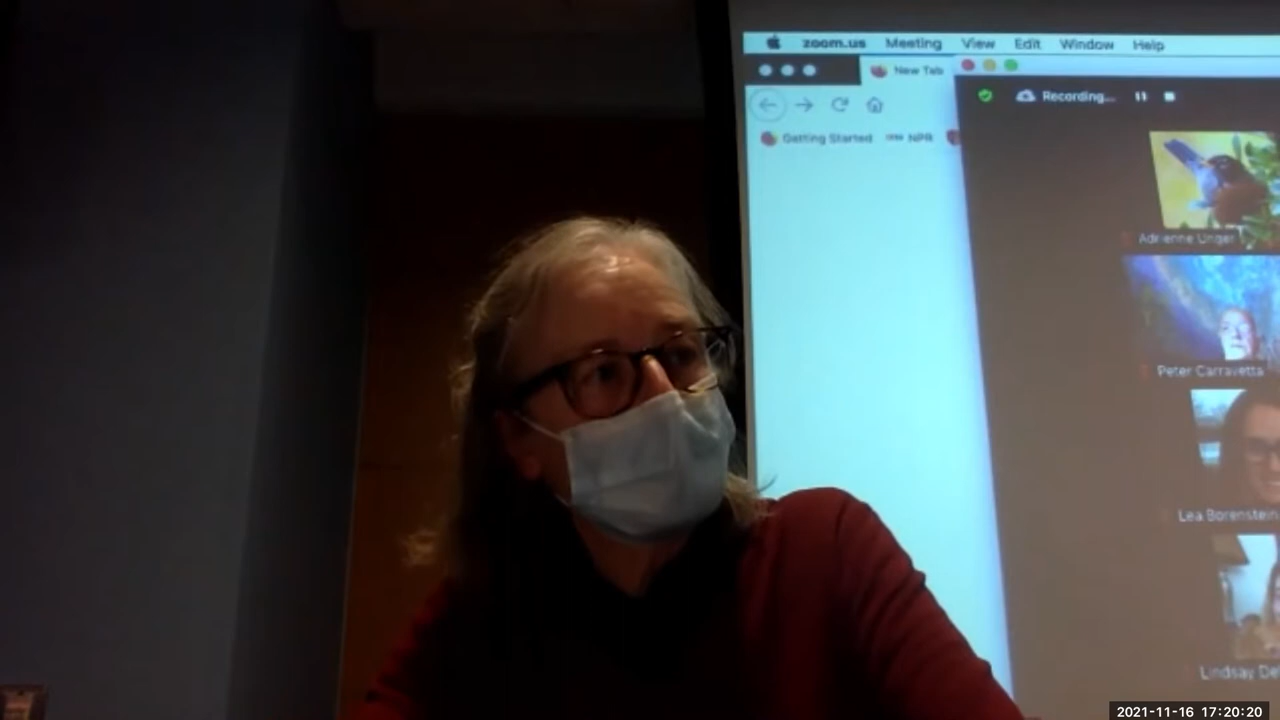 zoom.us Meeting View Edit Window Help
New Tab
Recording...
Getting Started NPR
Adrienne Unger
Peter Carravetta
Lea Borenstein
Lindsay
2021-11-16 17:20:20